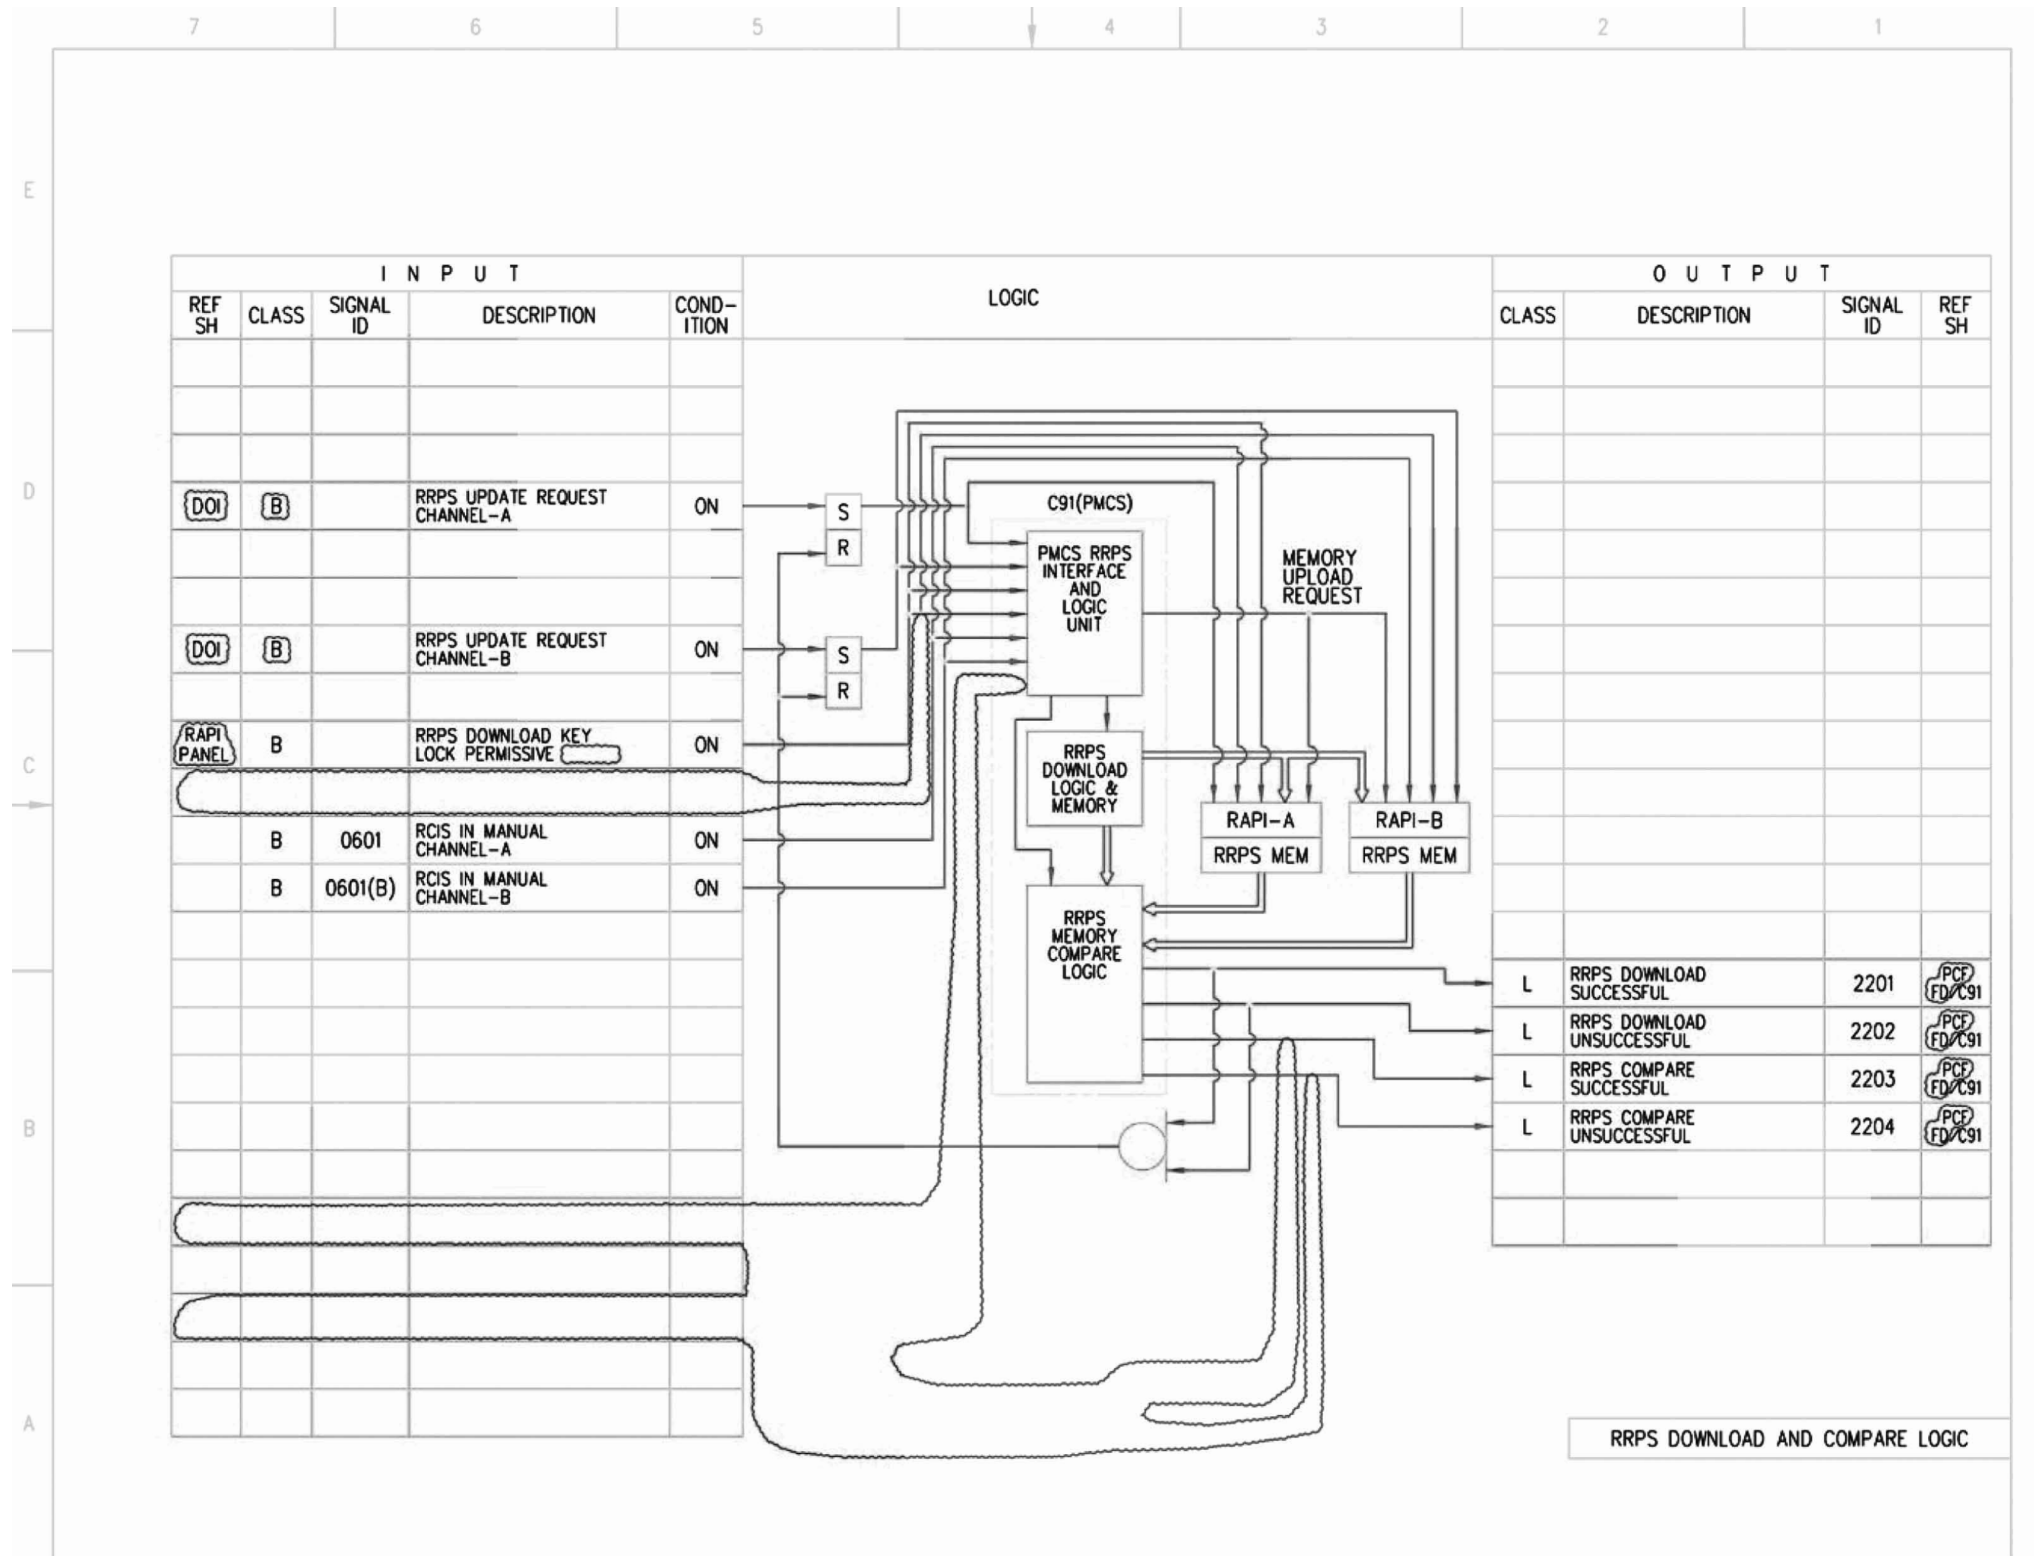 7 6 5 4 3 2 1
E
D
C
B
A
I N P U T
REF SH
CLASS
SIGNAL ID
DESCRIPTION
COND-
ITION
LOGIC
O U T P U T
CLASS
DESCRIPTION
SIGNAL ID
REF SH
DOI B RRPS UPDATE REQUEST
CHANNEL-A ON
DOI B RRPS UPDATE REQUEST
CHANNEL-B ON
RAPI
PANEL B RRPS DOWNLOAD KEY
LOCK PERMISSIVE ON
B 0601 RCIS IN MANUAL
CHANNEL-A ON
B 0601(B) RCIS IN MANUAL
CHANNEL-B ON
S
R
S
R
C91(PMCS)
PMCS RRPS
INTERFACE
AND
LOGIC
UNIT
MEMORY
UPLOAD
REQUEST
RRPS
DOWNLOAD
LOGIC &
MEMORY
RAPI-A
RRPS MEM
RAPI-B
RRPS MEM
RRPS
MEMORY
COMPARE
LOGIC
L RRPS DOWNLOAD
SUCCESSFUL 2201 PCF
FD/C91
L RRPS DOWNLOAD
UNSUCCESSFUL 2202 PCF
FD/C91
L RRPS COMPARE
SUCCESSFUL 2203 PCF
FD/C91
L RRPS COMPARE
UNSUCCESSFUL 2204 PCF
FD/C91
RRPS DOWNLOAD AND COMPARE LOGIC